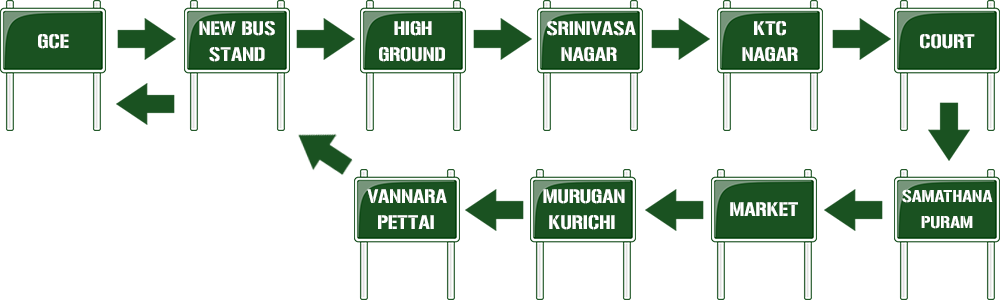 GCE
NEW BUS
STAND
HIGH
GROUND
SRINIVASA
NAGAR
KTC
NAGAR
COURT
VANNARA
PETTAI
MURUGAN
KURICHI
MARKET
SAMATHANA
PURAM